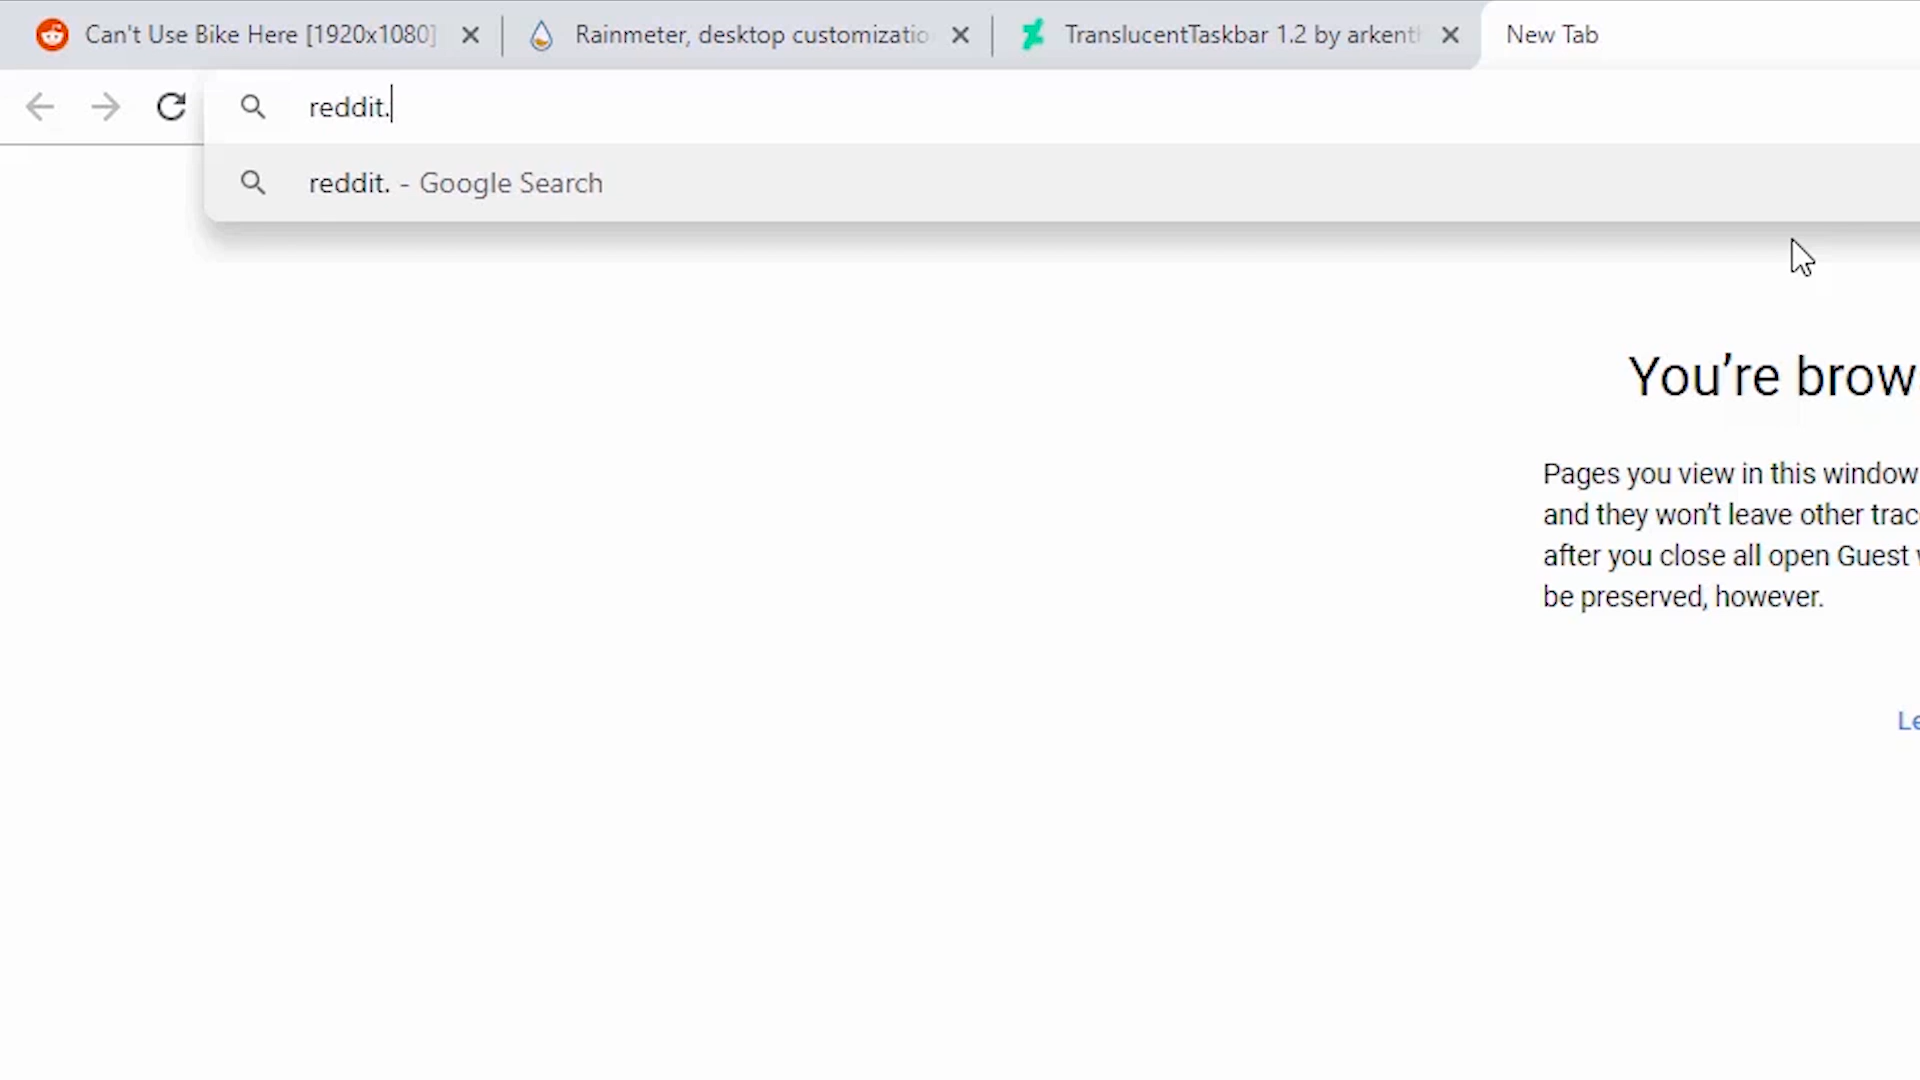 Can't Use Bike Here [1920x1080]
Rainmeter, desktop customizatio
TranslucentTaskbar 1.2 by arkent
New Tab
reddit.
reddit. - Google Search
You're brow
Pages you view in this window
and they won't leave other trac
after you close all open Guest
be preserved, however.
Le